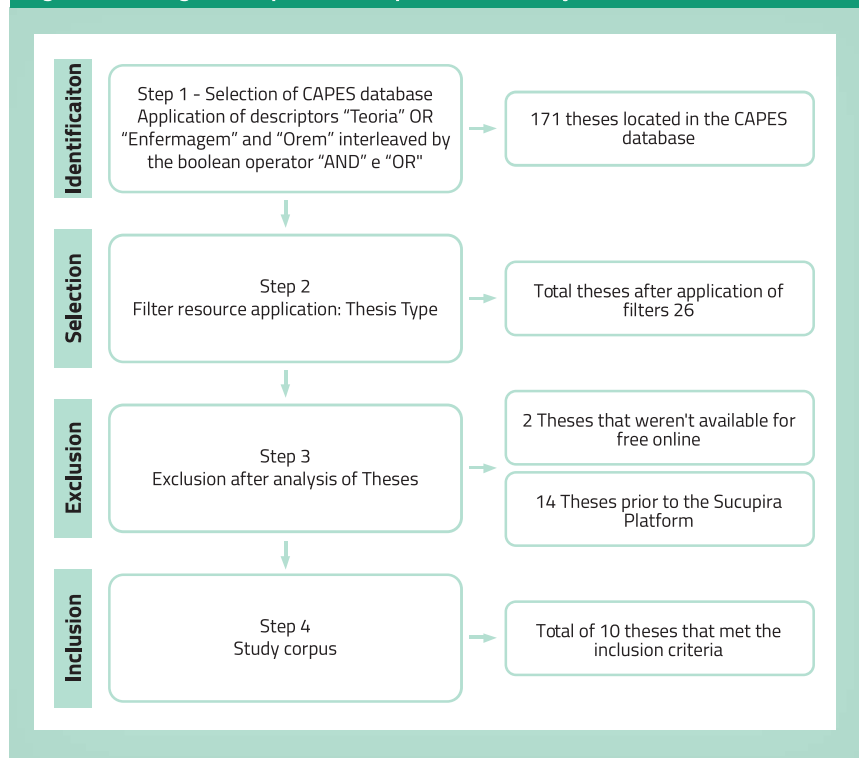 Identificaiton
Step 1 - Selection of CAPES database
Application of descriptors “Teoria” OR
“Enfermagem” and “Orem” interleaved by
the boolean operator “AND” e “OR"
171 theses located in the CAPES
database
Selection
Step 2
Filter resource application: Thesis Type
Total theses after application of
filters 26
Exclusion
Step 3
Exclusion after analysis of Theses
2 Theses that weren't available for
free online
14 Theses prior to the Sucupira
Platform
Inclusion
Step 4
Study corpus
Total of 10 theses that met the
inclusion criteria